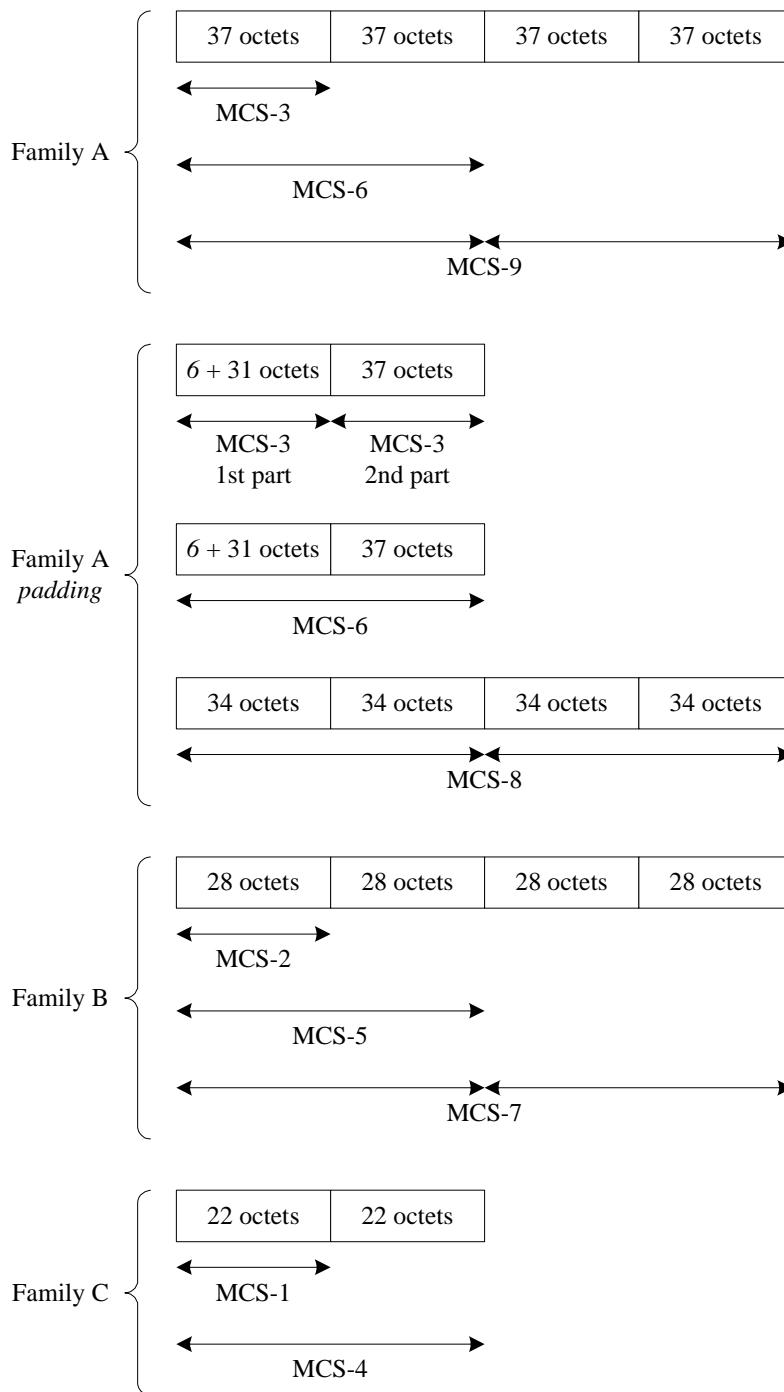 37 octets 37 octets 37 octets 37 octets
MCS-3
Family A
MCS-6
MCS-9
6 + 31 octets 37 octets
MCS-3 MCS-3
1st part 2nd part
Family A
padding
6 + 31 octets 37 octets
MCS-6
34 octets 34 octets 34 octets 34 octets
MCS-8
28 octets 28 octets 28 octets 28 octets
MCS-2
Family B
MCS-5
MCS-7
22 octets 22 octets
MCS-1
Family C
MCS-4